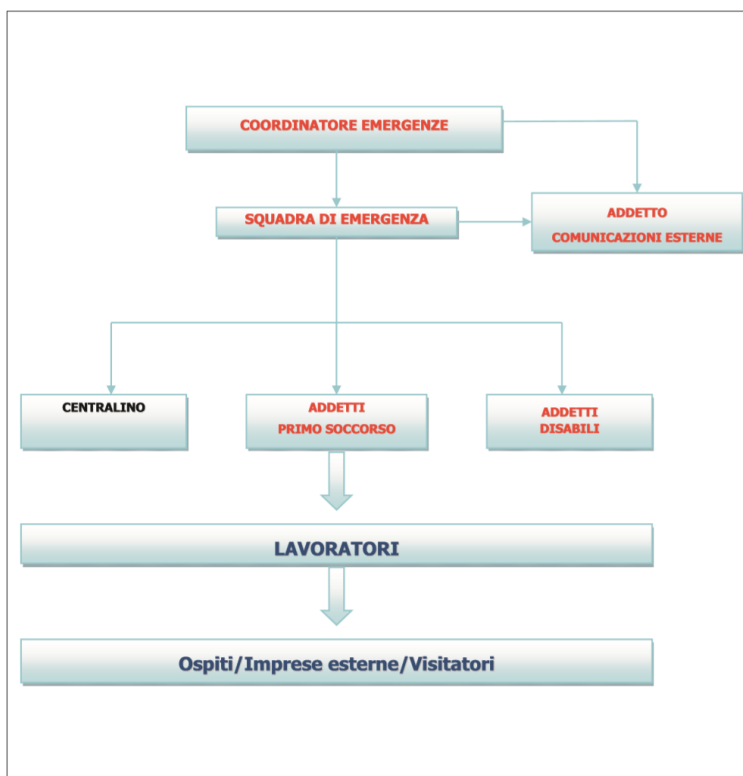 COORDINATORE EMERGENZE
SQUADRA DI EMERGENZA
ADDETTO
COMUNICAZIONI ESTERNE
CENTRALINO
ADDETTI
PRIMO SOCCORSO
ADDETTI
DISABILI
LAVORATORI
Ospiti/Imprese esterne/Visitatori